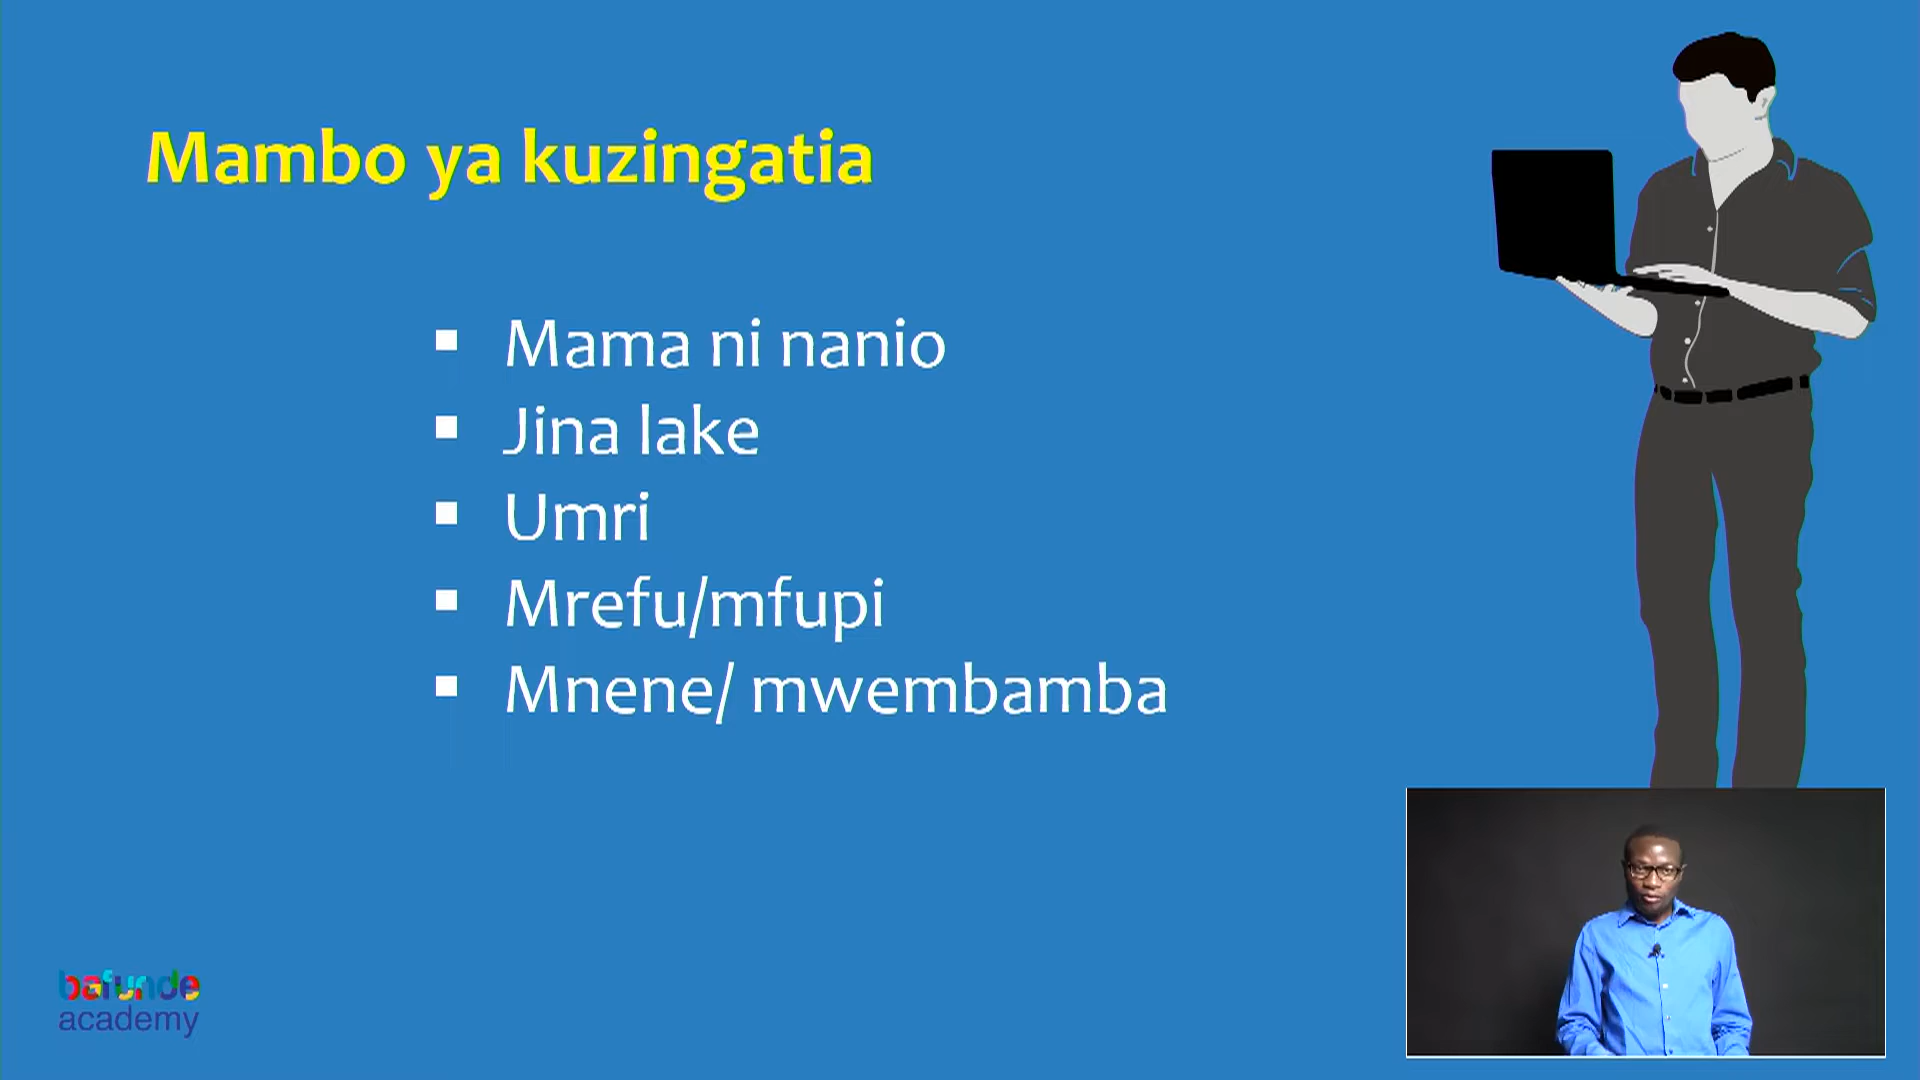 Mambo ya kuzingatia
Mama ni nanio
Jina lake
Umri
Mrefu/mfupi
Mnene/ mwembamba
bafunde
academy